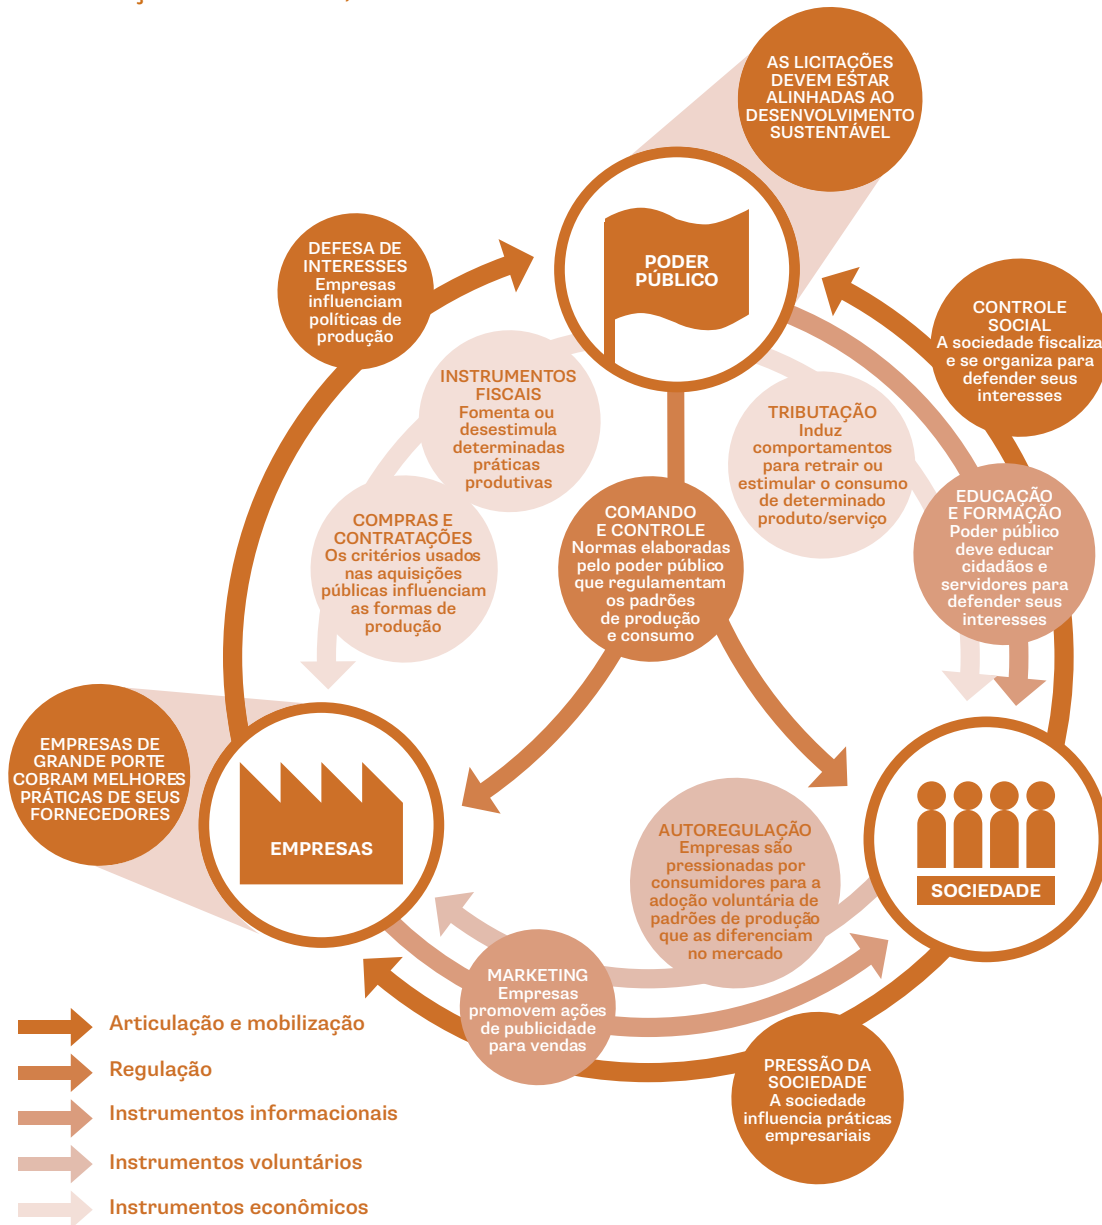 AS LICITAÇÕES
DEVEM ESTAR
ALINHADAS AO
DESENVOLVIMENTO
SUSTENTÁVEL
PODER
PÚBLICO
DEFESA DE
INTERESSES
Empresas
influenciam
políticas de
produção
CONTROLE
SOCIAL
A sociedade fiscaliza
e se organiza para
defender seus
interesses
INSTRUMENTOS
FISCAIS
Fomenta ou
desestimula
determinadas
práticas
produtivas
TRIBUTAÇÃO
Induz
comportamentos
para retrair ou
estimular o consumo
de determinado
produto/serviço
COMPRAS E
CONTRATAÇÕES
Os critérios usados
nas aquisições
públicas influenciam
as formas de
produção
COMANDO
E CONTROLE
Normas elaboradas
pelo poder público
que regulamentam
os padrões
de produção
e consumo
EDUCAÇÃO
E FORMAÇÃO
Poder público
deve educar
cidadãos e
servidores para
defender seus
interesses
EMPRESAS DE
GRANDE PORTE
COBRAM MELHORES
PRÁTICAS DE SEUS
FORNECEDORES
EMPRESAS
AUTOREGULAÇÃO
Empresas são
pressionadas por
consumidores para a
adoção voluntária de
padrões de produção
que as diferenciam
no mercado
SOCIEDADE
MARKETING
Empresas
promovem ações
de publicidade
para vendas
PRESSÃO DA
SOCIEDADE
A sociedade
influencia práticas
empresariais
Articulação e mobilização
Regulação
Instrumentos informacionais
Instrumentos voluntários
Instrumentos econômicos